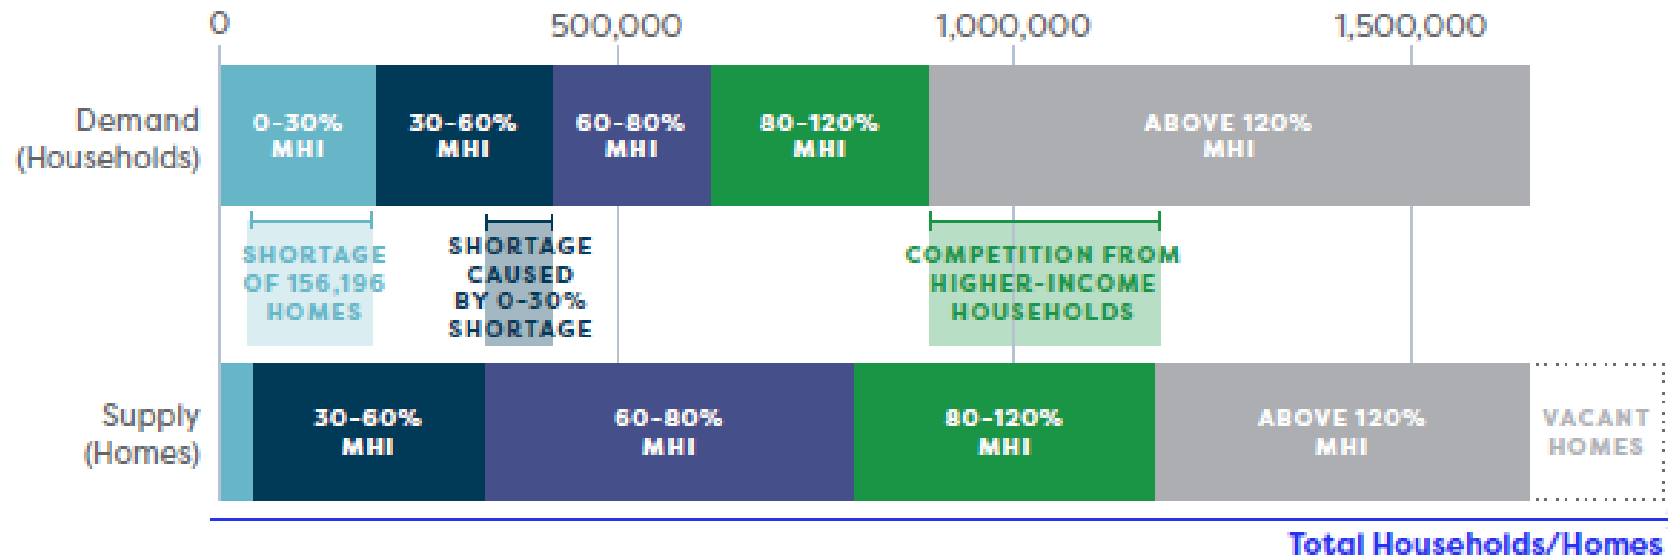 0 500,000 1,000,000 1,500,000
Demand
(Households)
0-30%
MHI
30-60%
MHI
60-80%
MHI
80-120%
MHI
ABOVE 120%
MHI
SHORTAGE
OF 156,196
HOMES
SHORTAGE
CAUSED
BY 0-30%
SHORTAGE
COMPETITION FROM
HIGHER-INCOME
HOUSEHOLDS
Supply
(Homes)
30-60%
MHI
60-80%
MHI
80-120%
MHI
ABOVE 120%
MHI
VACANT
HOMES
Total Households/Homes